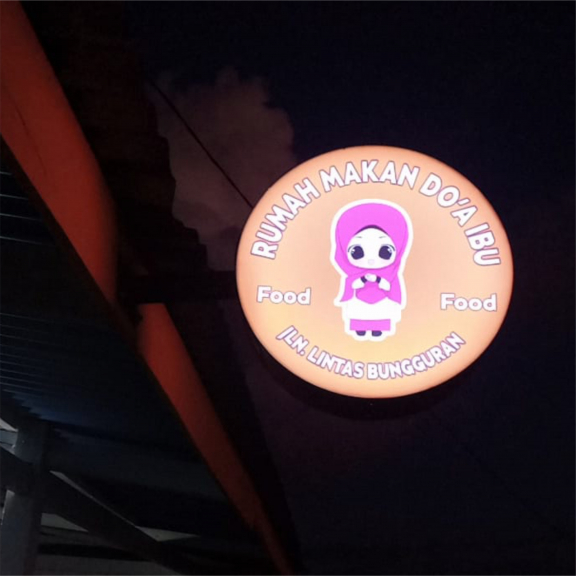 RUMAH MAKAN DO'A IBU
Food
Food
JLN. LINTAS BUNGGURAN